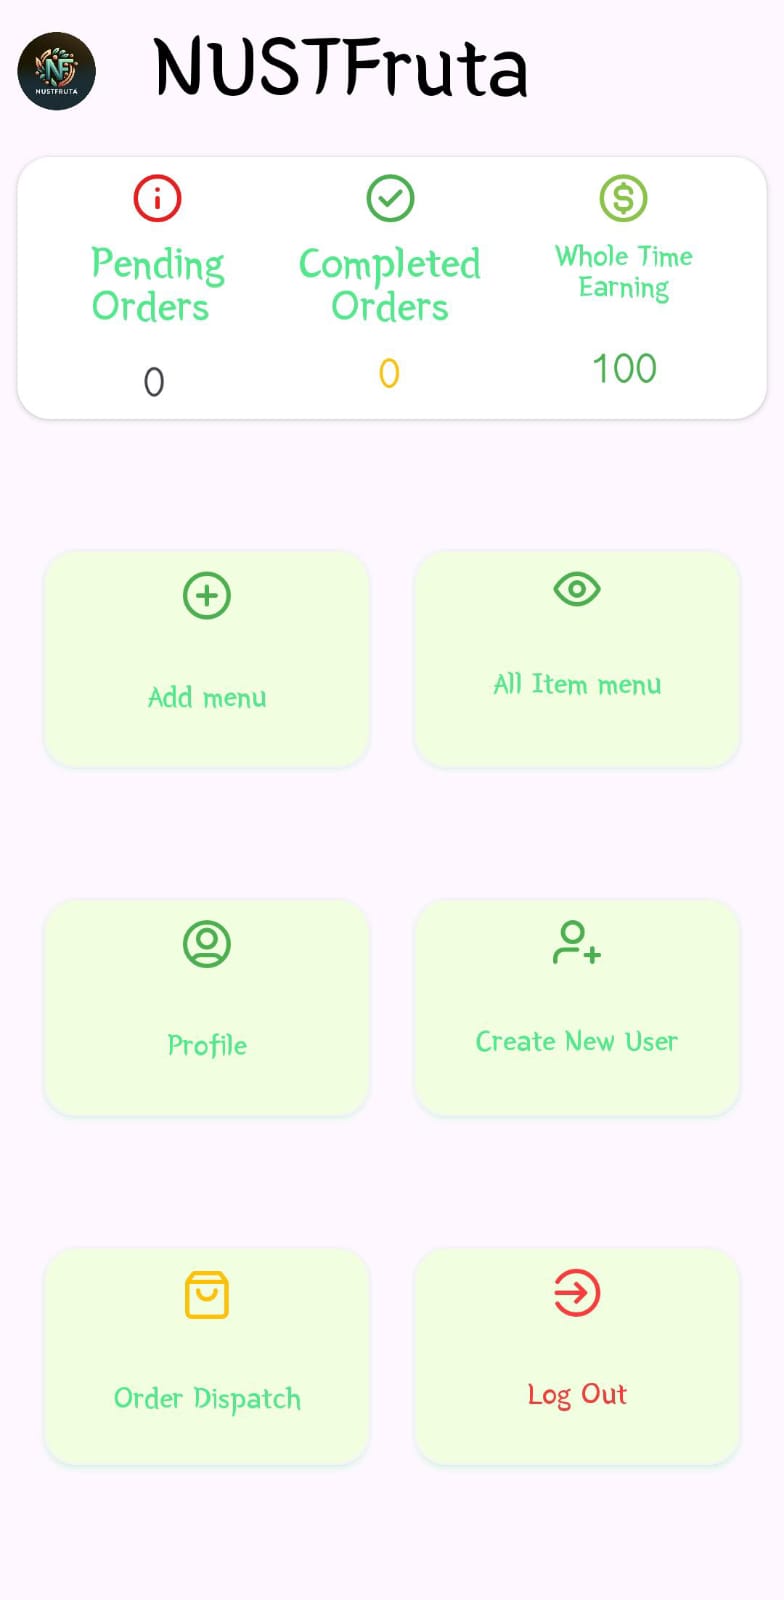 NUSTFRUTA
NUSTFruta
Pending
Orders
0
Completed
Orders
0
Whole Time
Earning
100
Add menu
All Item menu
Profile
Create New User
Order Dispatch
Log Out